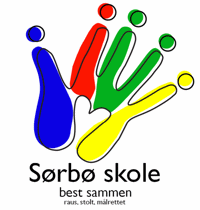 Sørbø skole
best sammen
raus, stolt, målrettet